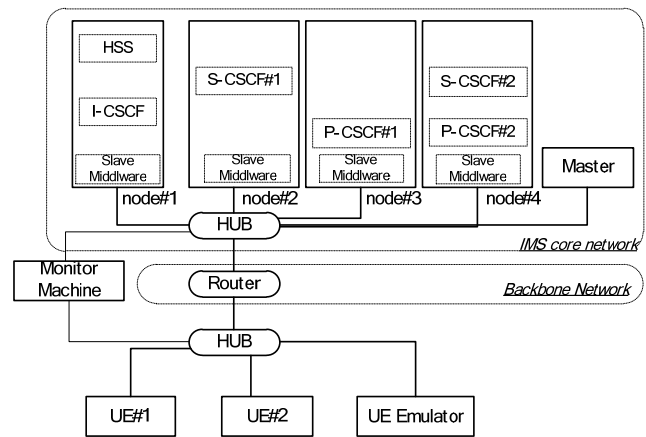 HSS
I-CSCF
Slave
Middlware
node#1
S-CSCF#1
Slave
Middlware
node#2
P-CSCF#1
Slave
Middlware
node#3
S-CSCF#2
P-CSCF#2
Slave
Middlware
node#4
Master
HUB
IMS core network
Monitor
Machine
Router
Backbone Network
HUB
UE#1
UE#2
UE Emulator